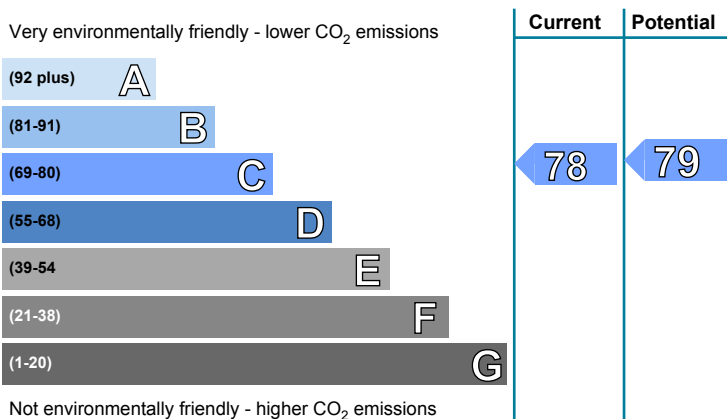 Very environmentally friendly - lower CO2 emissions
Current
Potential
(92 plus) A
(81-91) B
(69-80) C
78
79
(55-68) D
(39-54 E
(21-38) F
(1-20) G
Not environmentally friendly - higher CO2 emissions